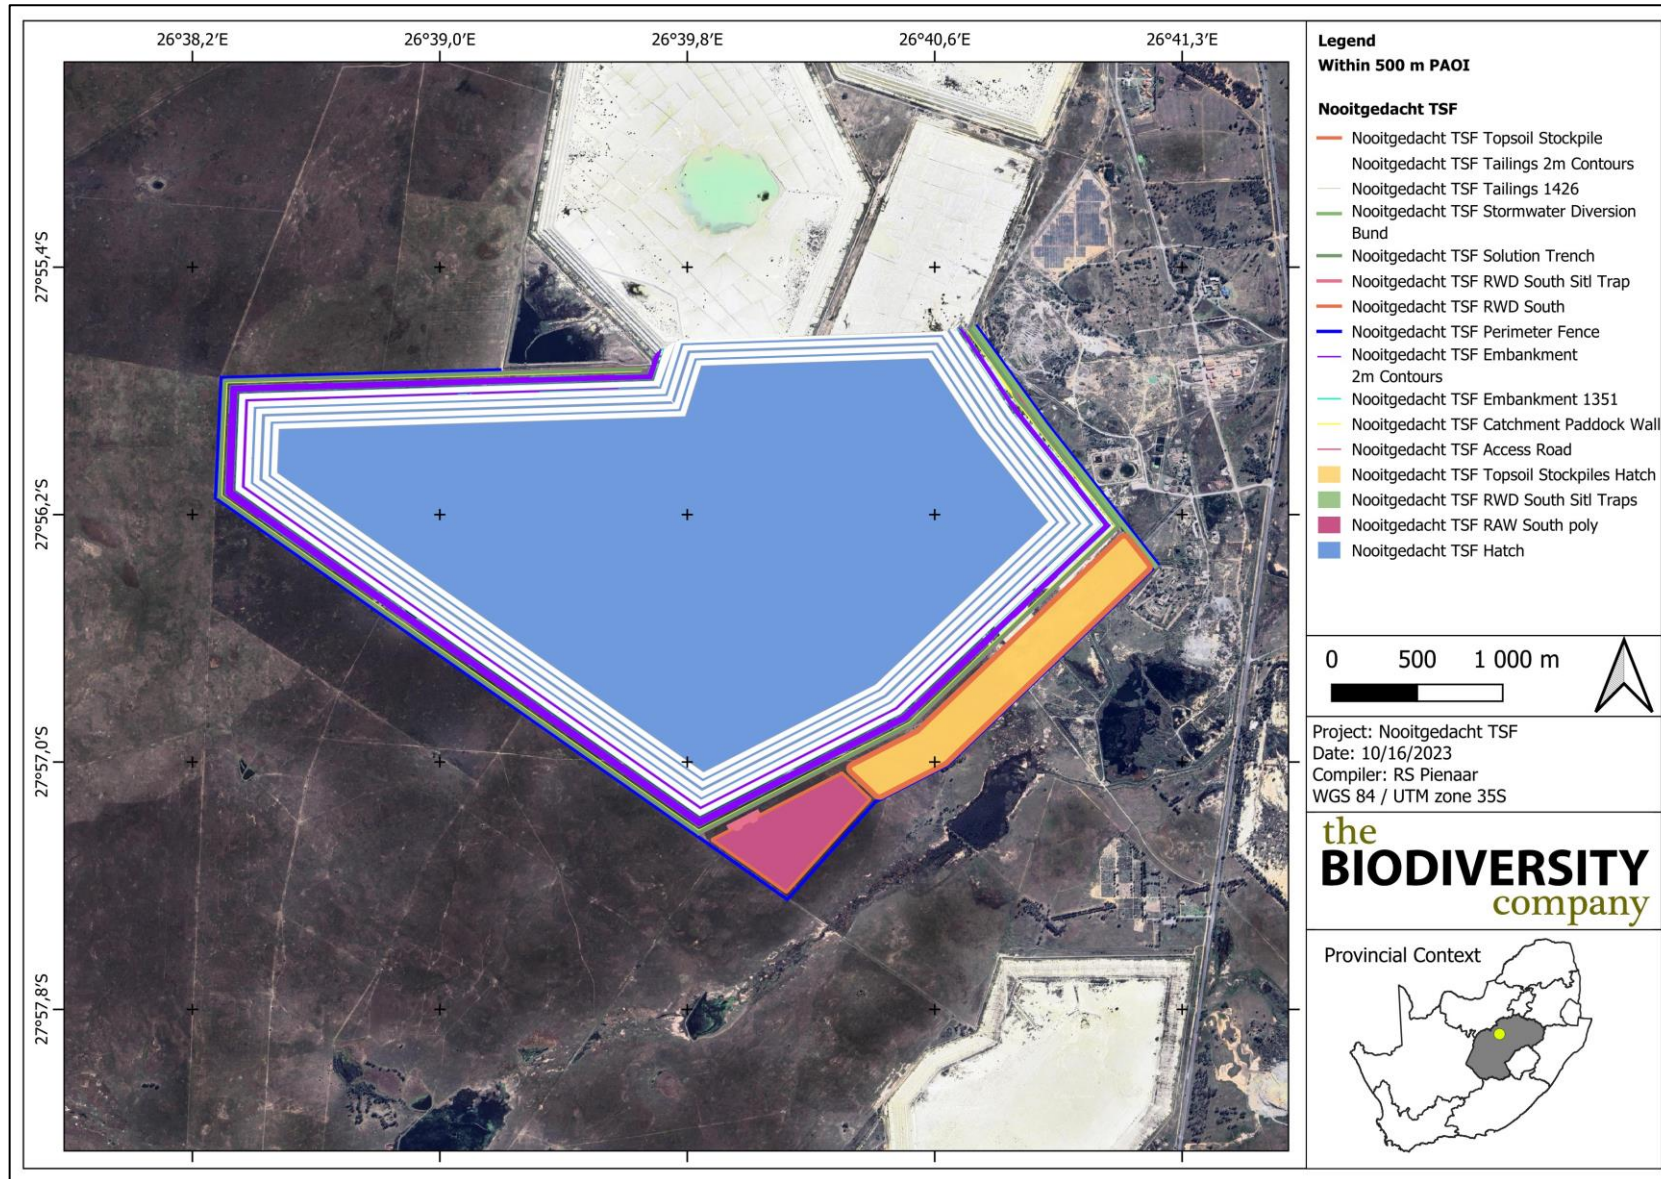 26°38,2'E 26°39,0'E 26°39,8'E 26°40,6'E 26°41,3'E
27°55,4'S
27°56,2'S
27°57,0'S
27°57,8'S
Legend
Within 500 m PAOI
Nooitgedacht TSF
Nooitgedacht TSF Topsoil Stockpile
Nooitgedacht TSF Tailings 2m Contours
Nooitgedacht TSF Tailings 1426
Nooitgedacht TSF Stormwater Diversion
Bund
Nooitgedacht TSF Solution Trench
Nooitgedacht TSF RWD South Sitl Trap
Nooitgedacht TSF RWD South
Nooitgedacht TSF Perimeter Fence
Nooitgedacht TSF Embankment
2m Contours
Nooitgedacht TSF Embankment 1351
Nooitgedacht TSF Catchment Paddock Wall
Nooitgedacht TSF Access Road
Nooitgedacht TSF Topsoil Stockpiles Hatch
Nooitgedacht TSF RWD South Sitl Traps
Nooitgedacht TSF RAW South poly
Nooitgedacht TSF Hatch
0 500 1 000 m
Project: Nooitgedacht TSF
Date: 10/16/2023
Compiler: RS Pienaar
WGS 84 / UTM zone 35S
the
BIODIVERSITY
company
Provincial Context